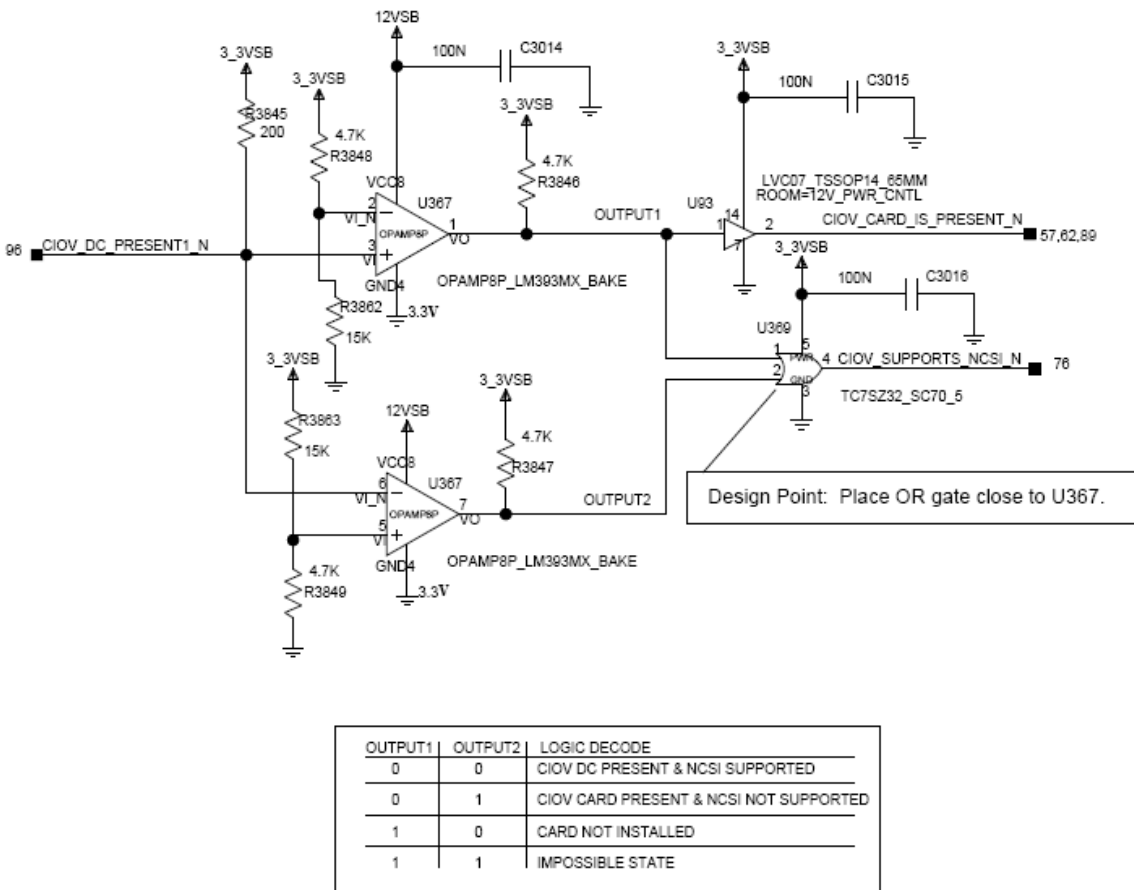 12VSB
100N
C3014
3_3VSB
R3845
200
3_3VSB
4.7K
R3848
VCC8
U367
2
VI_N
OPAMP8P
1
VO
3
VI
GND4
3.3V
OPAMP8P_LM393MX_BAKE
96
CIOV_DC_PRESENT1_N
R3862
15K
3_3VSB
4.7K
R3846
OUTPUT1
3_3VSB
100N
C3015
LVC07_TSSOP14_65MM
ROOM=12V_PWR_CNTL
U93
14
1
2
7
CIOV_CARD_IS_PRESENT_N
57,62,89
3_3VSB
100N
C3016
U369
1
5
PWR
2
GND
3
4
CIOV_SUPPORTS_NCSI_N
76
TC7SZ32_SC70_5
3_3VSB
R3863
15K
4.7K
R3849
12VSB
VCC8
U367
6
VI_N
OPAMP8P
7
VO
5
VI
GND4
3.3V
OPAMP8P_LM393MX_BAKE
3_3VSB
4.7K
R3847
OUTPUT2
Design Point: Place OR gate close to U367.
OUTPUT1 OUTPUT2 LOGIC DECODE
0 0 CIOV DC PRESENT & NCSI SUPPORTED
0 1 CIOV CARD PRESENT & NCSI NOT SUPPORTED
1 0 CARD NOT INSTALLED
1 1 IMPOSSIBLE STATE